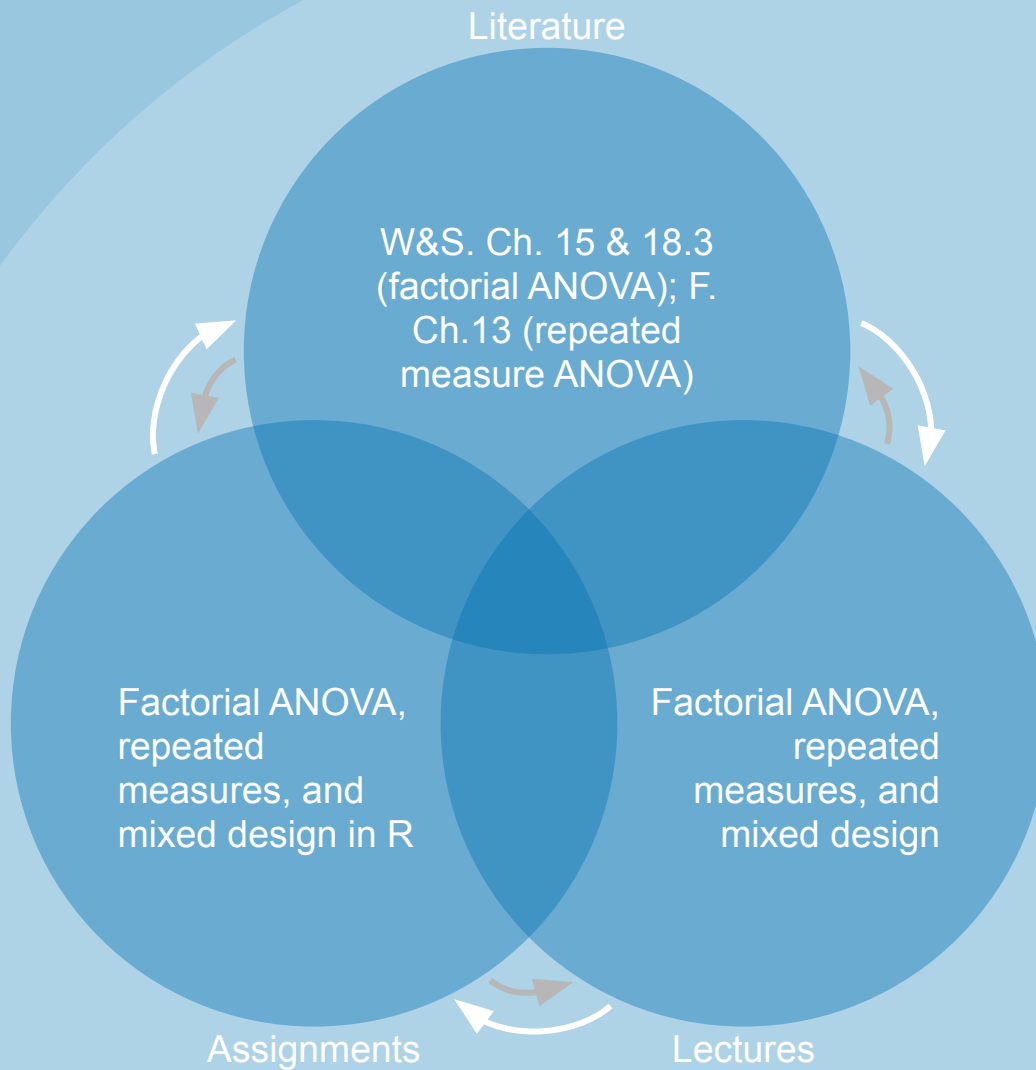 Literature
W&S. Ch. 15 & 18.3
(factorial ANOVA); F.
Ch.13 (repeated
measure ANOVA)
Factorial ANOVA,
repeated
measures, and
mixed design in R
Factorial ANOVA,
repeated
measures, and
mixed design
Assignments
Lectures